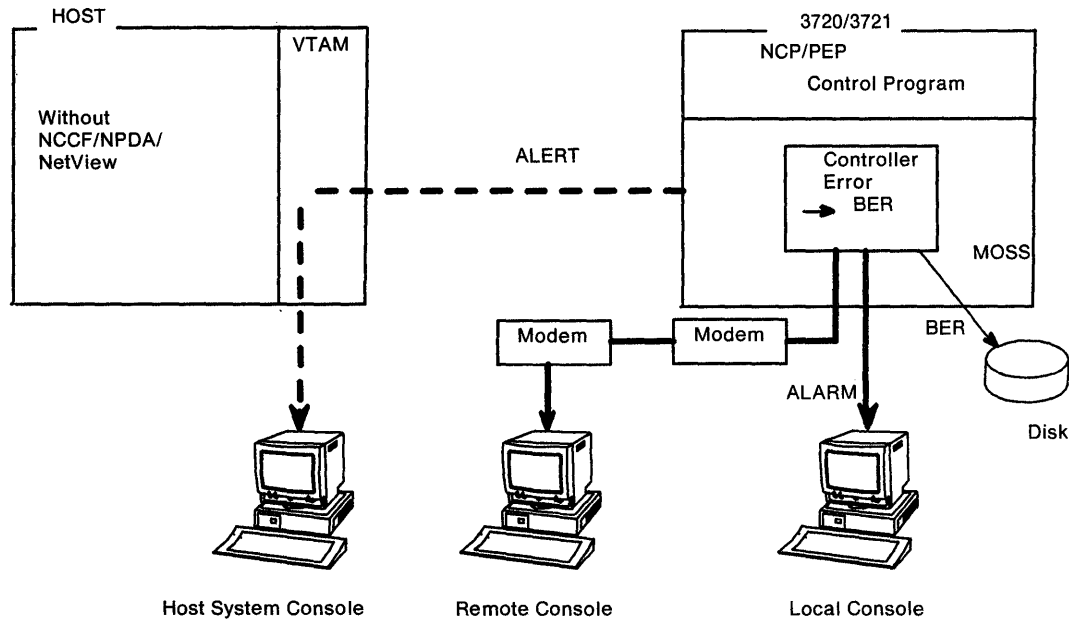 HOST
3720/3721
VTAM
NCP/PEP
Control Program
Without
NCCF/NPDA/
NetView
ALERT
Controller
Error
BER
MOSS
BER
Modem
Modem
ALARM
Disk
Host System Console
Remote Console
Local Console